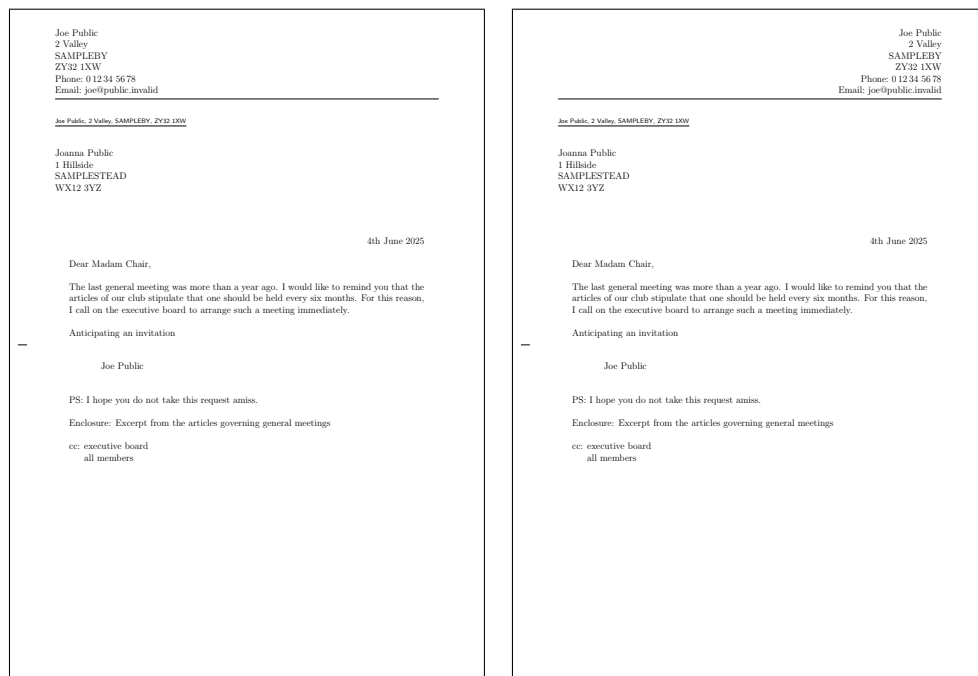 Joe Public
2 Valley
SAMPLEBY
ZY32 1XW
Phone: 0 12 34 56 78
Email: joe@public.invalid
Joe Public, 2 Valley, SAMPLEBY, ZY32 1XW
Joanna Public
1 Hillside
SAMPLESTEAD
WX12 3YZ
4th June 2025
Dear Madam Chair,
The last general meeting was more than a year ago. I would like to remind you that the
articles of our club stipulate that one should be held every six months. For this reason,
I call on the executive board to arrange such a meeting immediately.
Anticipating an invitation
Joe Public
PS: I hope you do not take this request amiss.
Enclosure: Excerpt from the articles governing general meetings
cc: executive board
all members
Joe Public
2 Valley
SAMPLEBY
ZY32 1XW
Phone: 0 12 34 56 78
Email: joe@public.invalid
Joe Public, 2 Valley, SAMPLEBY, ZY32 1XW
Joanna Public
1 Hillside
SAMPLESTEAD
WX12 3YZ
4th June 2025
Dear Madam Chair,
The last general meeting was more than a year ago. I would like to remind you that the
articles of our club stipulate that one should be held every six months. For this reason,
I call on the executive board to arrange such a meeting immediately.
Anticipating an invitation
Joe Public
PS: I hope you do not take this request amiss.
Enclosure: Excerpt from the articles governing general meetings
cc: executive board
all members